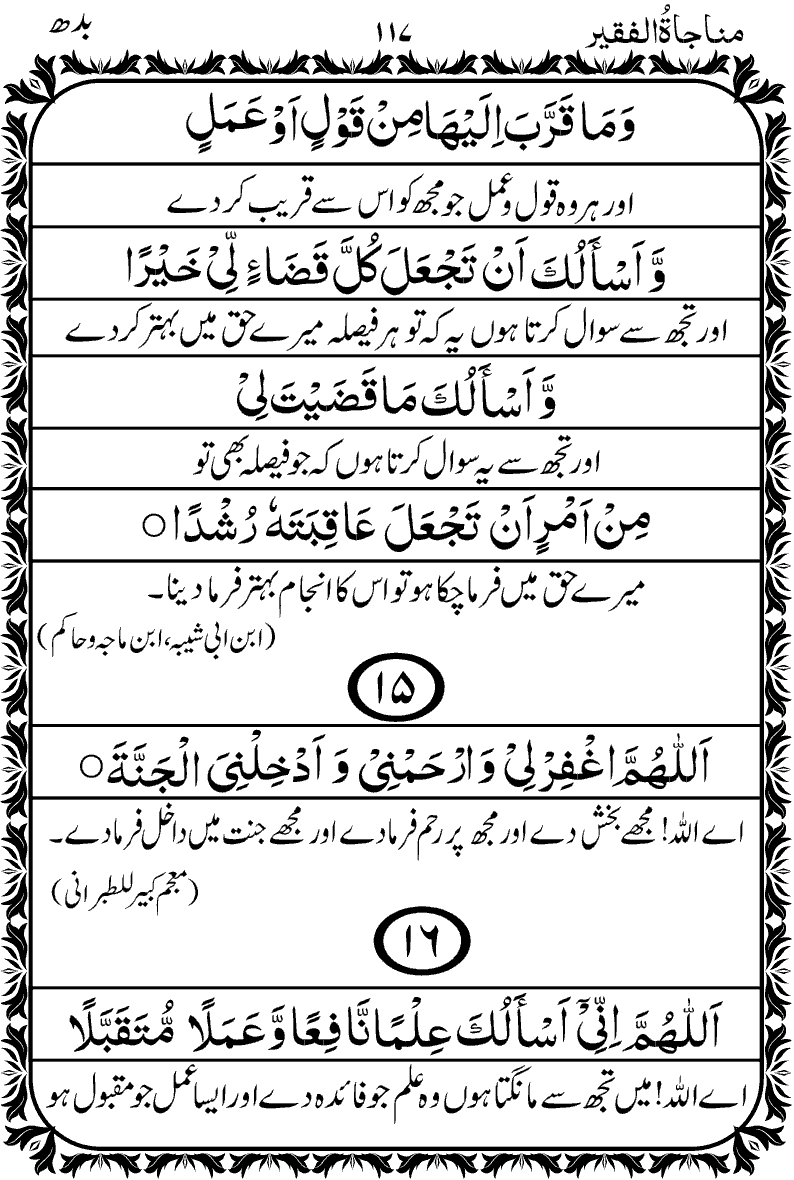 مناجاۃُالفقیر ۱۱۷ بدھ
وَمَا قَرَّبَ اِلَيْهَا مِنْ قَوْلٍ اَوْ عَمَلٍ
اور ہر وہ قول و عمل جو مجھ کو اس سے قریب کر دے
وَّ اَسْأَلُكَ اَنْ تَجْعَلَ كُلَّ قَضَاءٍ لِّيْ خَيْرًا
اور تجھ سے سوال کرتا ہوں یہ کہ تو ہر فیصلہ میرے حق میں بہتر کر دے
وَّ اَسْأَلُكَ مَا قَضَيْتَ لِيْ
اور تجھ سے یہ سوال کرتا ہوں کہ جو فیصلہ بھی تو
مِنْ اَمْرٍ اَنْ تَجْعَلَ عَاقِبَتَهٗ رُشْدًا ○
میرے حق میں فرما چکا ہو تو اس کا انجام بہتر فرما دینا۔
(ابن ابی شیبہ، ابن ماجہ و حاکم)
۱۵
اَللّٰهُمَّ اغْفِرْ لِيْ وَارْحَمْنِيْ وَ اَدْخِلْنِيَ الْجَنَّةَ ○
اے اللہ! مجھے بخش دے اور مجھ پر رحم فرما دے اور مجھے جنت میں داخل فرما دے۔
(معجم کبیر للطبرانی)
۱۶
اَللّٰهُمَّ اِنِّيْٓ اَسْأَلُكَ عِلْمًا نَّافِعًا وَّ عَمَلًا مُّتَقَبَّلًا
اے اللہ! میں تجھ سے مانگتا ہوں وہ علم جو فائدہ دے اور ایسا عمل جو مقبول ہو